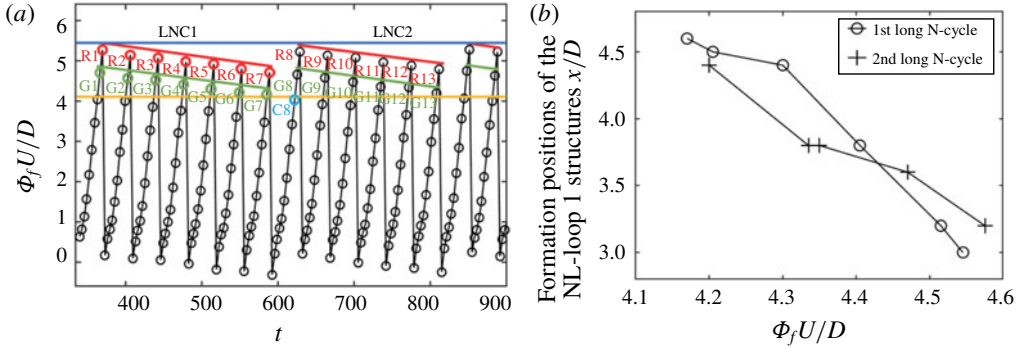 (a)
LNC1 LNC2
R1 R2 R3 R4 R5 R6 R7 R8 R9 R10 R11 R12 R13
G1 G2 G3 G4 G5 G6 G7 G8 G9 G10 G11 G12 G13
C8
6
5
4
3
2
1
0
Φf U/D
400 500 600 700 800 900
t
(b)
1st long N-cycle
2nd long N-cycle
4.5
4.0
3.5
3.0
Formation positions of the
NL-loop 1 structures x/D
4.1 4.2 4.3 4.4 4.5 4.6
Φf U/D